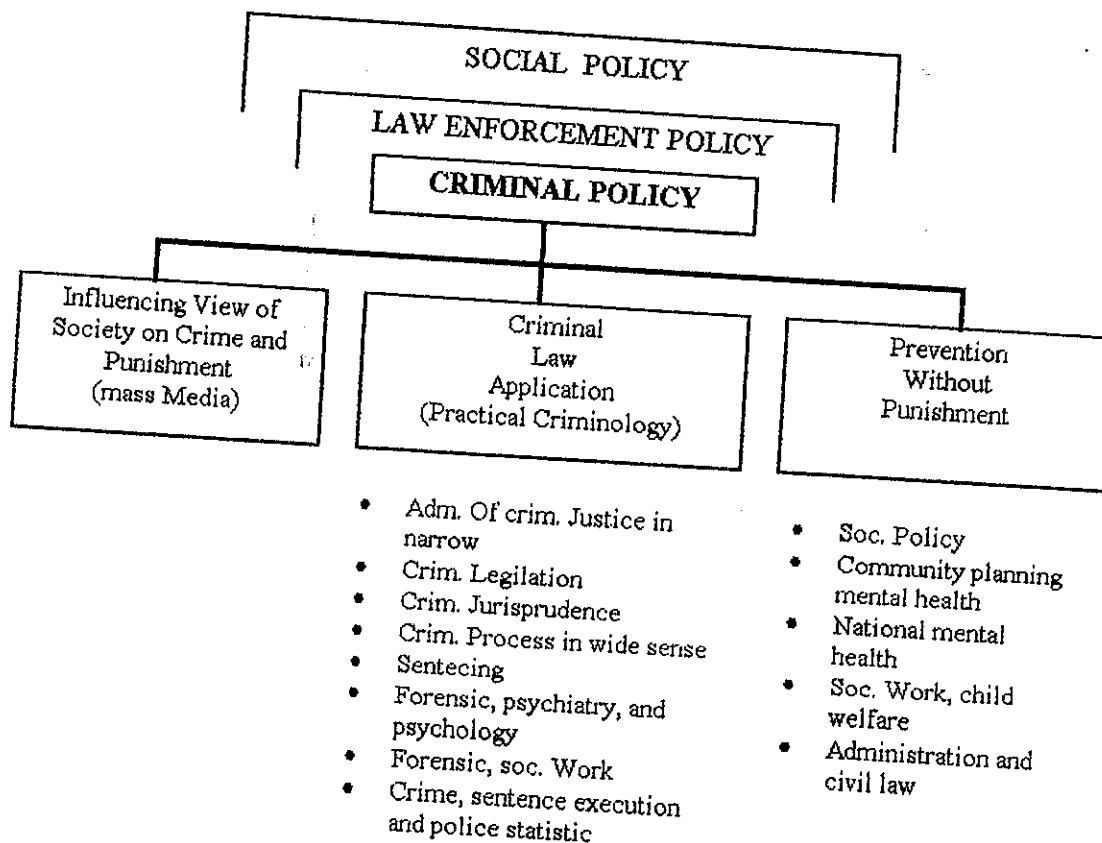 SOCIAL POLICY
LAW ENFORCEMENT POLICY
CRIMINAL POLICY
Influencing View of
Society on Crime and
Punishment
(mass Media)
Criminal
Law
Application
(Practical Criminology)
Prevention
Without
Punishment
• Adm. Of crim. Justice in
narrow
• Crim. Legilation
• Crim. Jurisprudence
• Crim. Process in wide sense
• Sentecing
• Forensic, psychiatry, and
psychology
• Forensic, soc. Work
• Crime, sentence execution
and police statistic
• Soc. Policy
• Community planning
mental health
• National mental
health
• Soc. Work, child
welfare
• Administration and
civil law